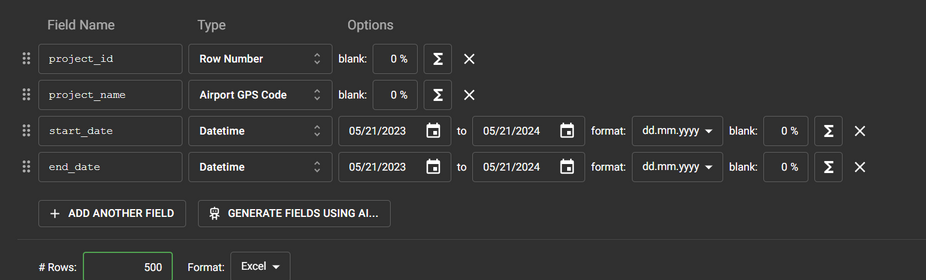 Field Name Type Options
project_id Row Number blank: 0 % Σ
project_name Airport GPS Code blank: 0 % Σ
start_date Datetime 05/21/2023 to 05/21/2024 format: dd.mm.yyyy blank: 0 % Σ
end_date Datetime 05/21/2023 to 05/21/2024 format: dd.mm.yyyy blank: 0 % Σ
+ ADD ANOTHER FIELD GENERATE FIELDS USING AI...
# Rows: 500 Format: Excel